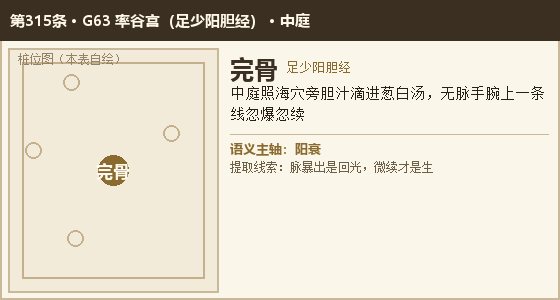 第315条・G63 率谷宫（足少阳胆经）・中庭
桩位图（本表自绘）
完骨
完骨 足少阳胆经
中庭照海穴旁胆汁滴进葱白汤，无脉手腕上一条
线忽爆忽续
语义主轴：阳衰
提取线索：脉暴出是回光，微续才是生